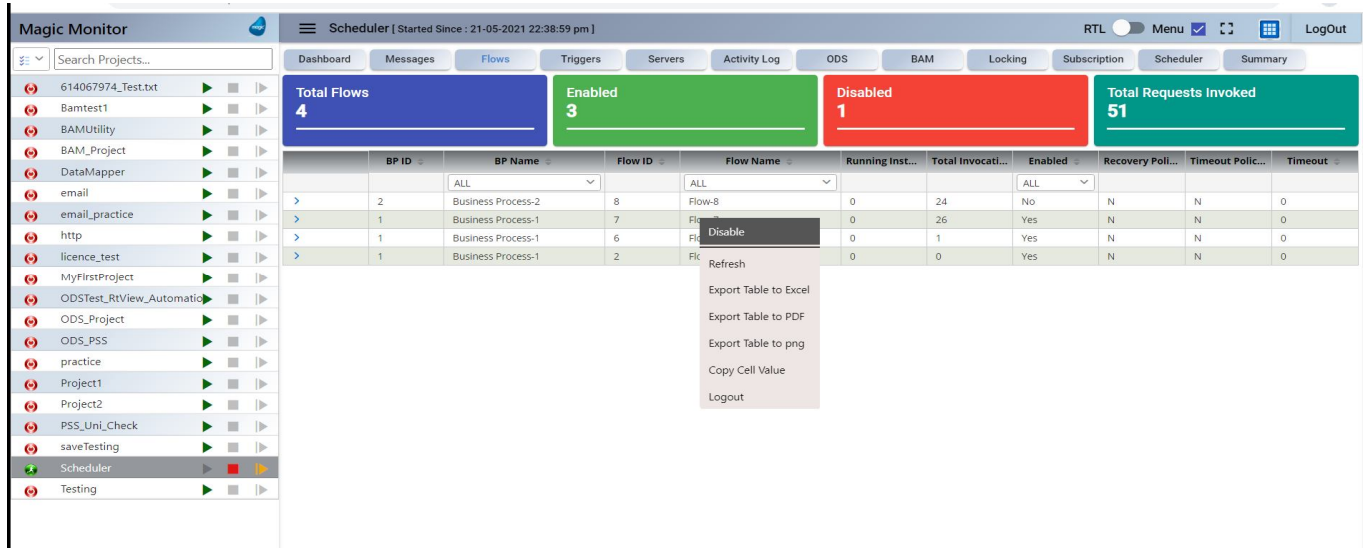 Magic Monitor
Scheduler [ Started Since : 21-05-2021 22:38:59 pm ]
RTL Menu LogOut
Search Projects...
Dashboard Messages Flows Triggers Servers Activity Log ODS BAM Locking Subscription Scheduler Summary
614067974_Test.txt
Bamtest1
BAMUtility
BAM_Project
DataMapper
email
email_practice
http
licence_test
MyFirstProject
ODSTest_RtView_Automatio
ODS_Project
ODS_PSS
practice
Project1
Project2
PSS_Uni_Check
saveTesting
Scheduler
Testing
Total Flows
4
Enabled
3
Disabled
1
Total Requests Invoked
51
BP ID BP Name Flow ID Flow Name Running Inst... Total Invocati... Enabled Recovery Poli... Timeout Polic... Timeout
ALL ALL ALL
2 Business Process-2 8 Flow-8 0 24 No N N 0
1 Business Process-1 7 0 26 Yes N N 0
1 Business Process-1 6 0 1 Yes N N 0
1 Business Process-1 2 0 0 Yes N N 0
Disable
Refresh
Export Table to Excel
Export Table to PDF
Export Table to png
Copy Cell Value
Logout